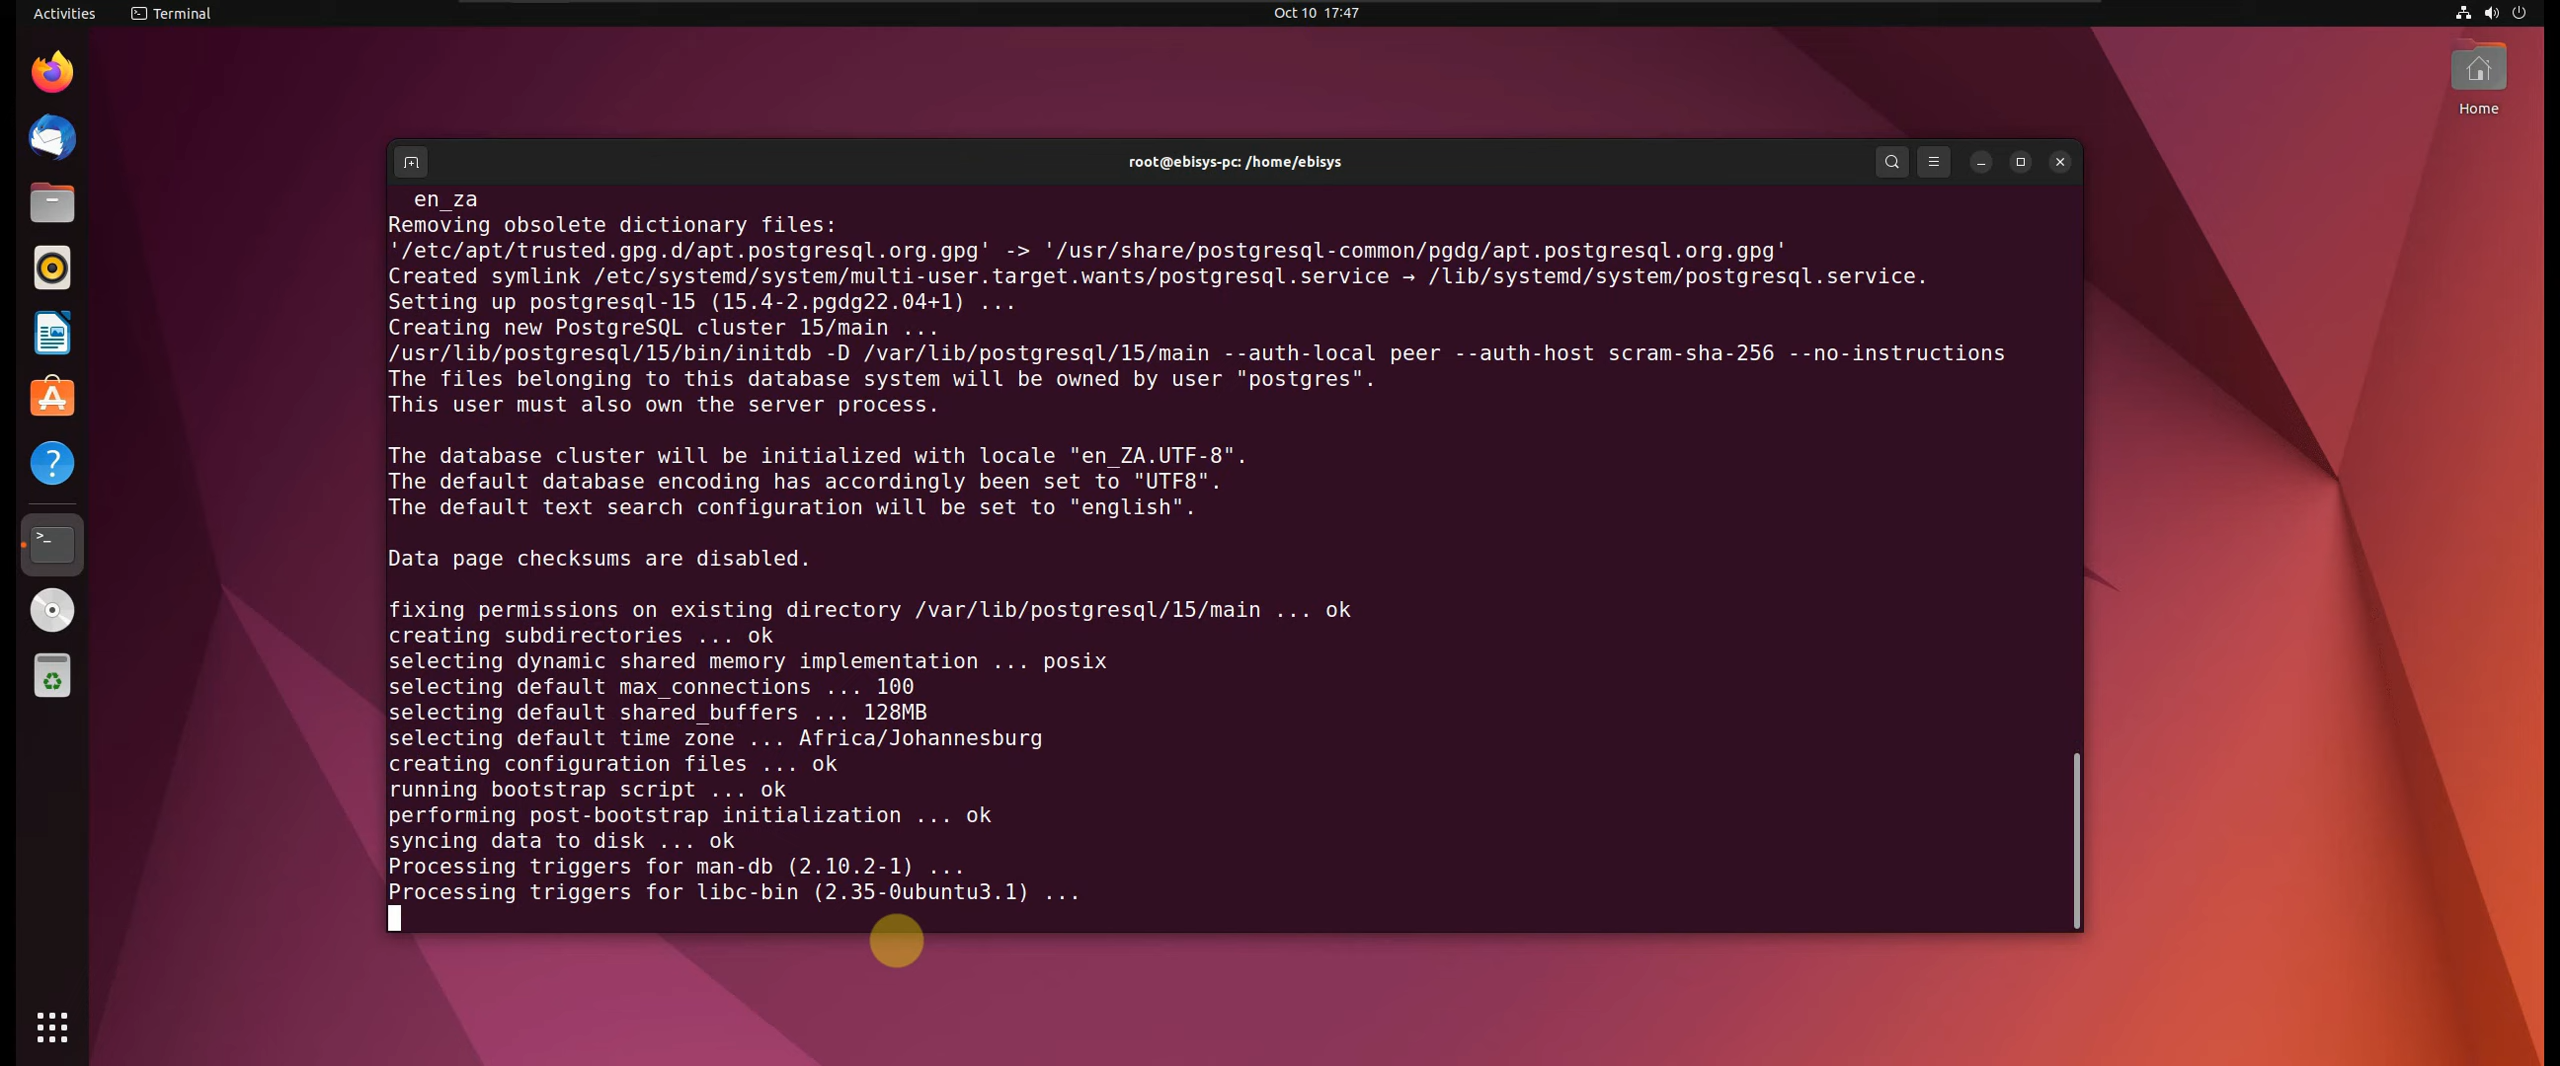 Activities
Terminal
Oct 10 17:47
Home
root@ebisys-pc: /home/ebisys
en_za
Removing obsolete dictionary files:
'/etc/apt/trusted.gpg.d/apt.postgresql.org.gpg' -> '/usr/share/postgresql-common/pgdg/apt.postgresql.org.gpg'
Created symlink /etc/systemd/system/multi-user.target.wants/postgresql.service → /lib/systemd/system/postgresql.service.
Setting up postgresql-15 (15.4-2.pgdg22.04+1) ...
Creating new PostgreSQL cluster 15/main ...
/usr/lib/postgresql/15/bin/initdb -D /var/lib/postgresql/15/main --auth-local peer --auth-host scram-sha-256 --no-instructions
The files belonging to this database system will be owned by user "postgres".
This user must also own the server process.
The database cluster will be initialized with locale "en_ZA.UTF-8".
The default database encoding has accordingly been set to "UTF8".
The default text search configuration will be set to "english".
Data page checksums are disabled.
fixing permissions on existing directory /var/lib/postgresql/15/main ... ok
creating subdirectories ... ok
selecting dynamic shared memory implementation ... posix
selecting default max_connections ... 100
selecting default shared_buffers ... 128MB
selecting default time zone ... Africa/Johannesburg
creating configuration files ... ok
running bootstrap script ... ok
performing post-bootstrap initialization ... ok
syncing data to disk ... ok
Processing triggers for man-db (2.10.2-1) ...
Processing triggers for libc-bin (2.35-0ubuntu3.1) ...